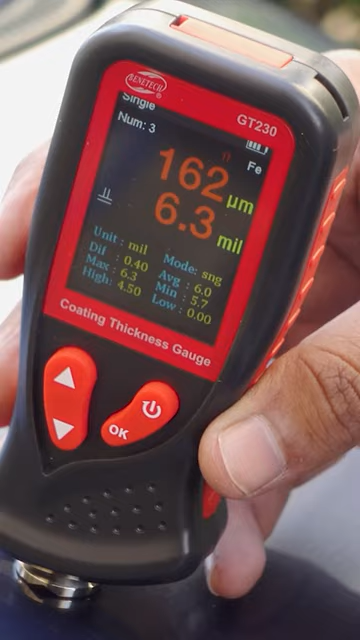 BENETECH®
GT230
Single
Num: 3
Fe
162 µm
6.3 mil
Unit : mil Mode: sng
Dif : 0.40 Avg : 6.0
Max : 6.3 Min : 5.7
High: 4.50 Low : 0.00
Coating Thickness Gauge
OK